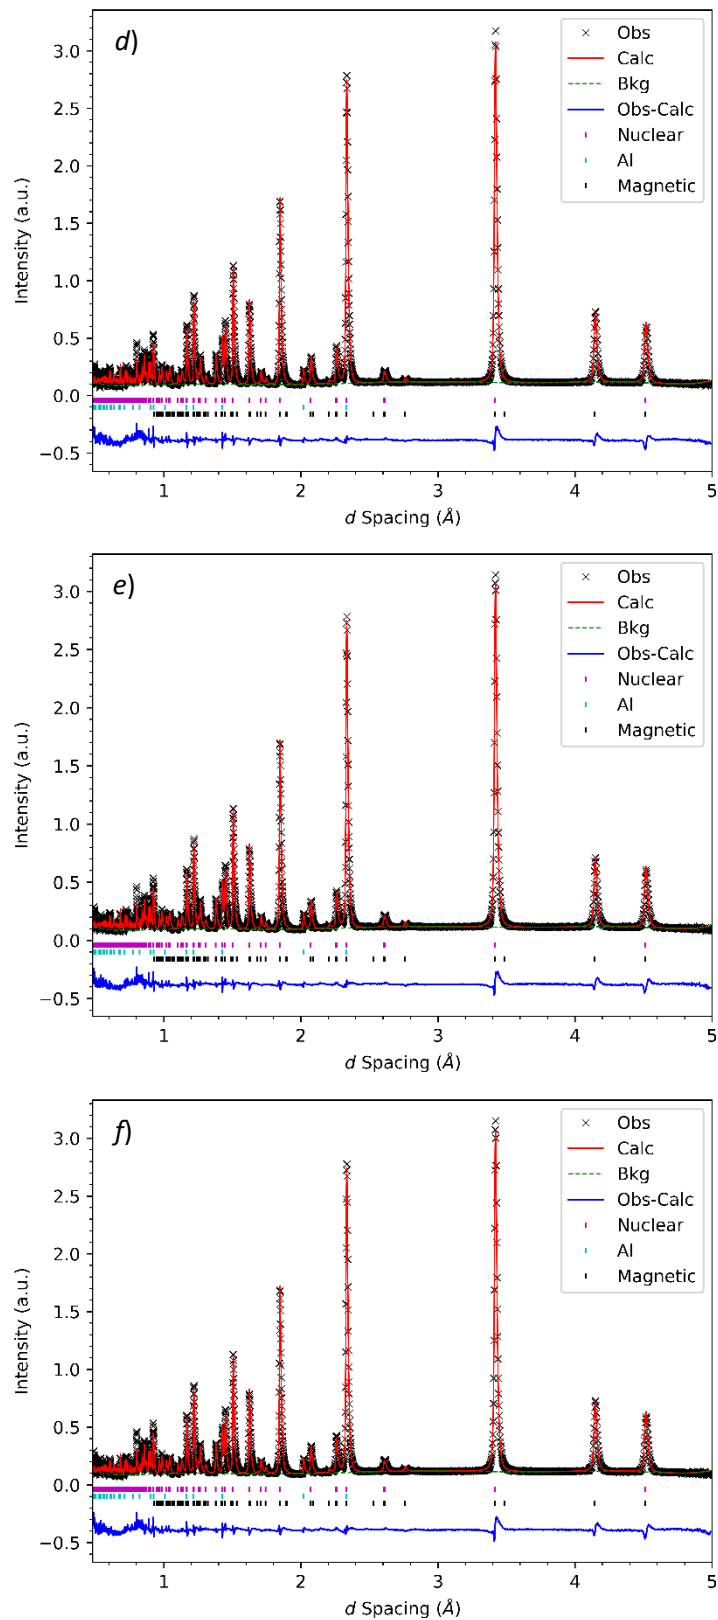 d)
Obs
Calc
Bkg
Obs-Calc
Nuclear
Al
Magnetic
3.0
2.5
2.0
1.5
1.0
0.5
0.0
−0.5
Intensity (a.u.)
1 2 3 4 5
d Spacing (Å)
e)
Obs
Calc
Bkg
Obs-Calc
Nuclear
Al
Magnetic
3.0
2.5
2.0
1.5
1.0
0.5
0.0
−0.5
Intensity (a.u.)
1 2 3 4 5
d Spacing (Å)
f)
Obs
Calc
Bkg
Obs-Calc
Nuclear
Al
Magnetic
3.0
2.5
2.0
1.5
1.0
0.5
0.0
−0.5
Intensity (a.u.)
1 2 3 4 5
d Spacing (Å)